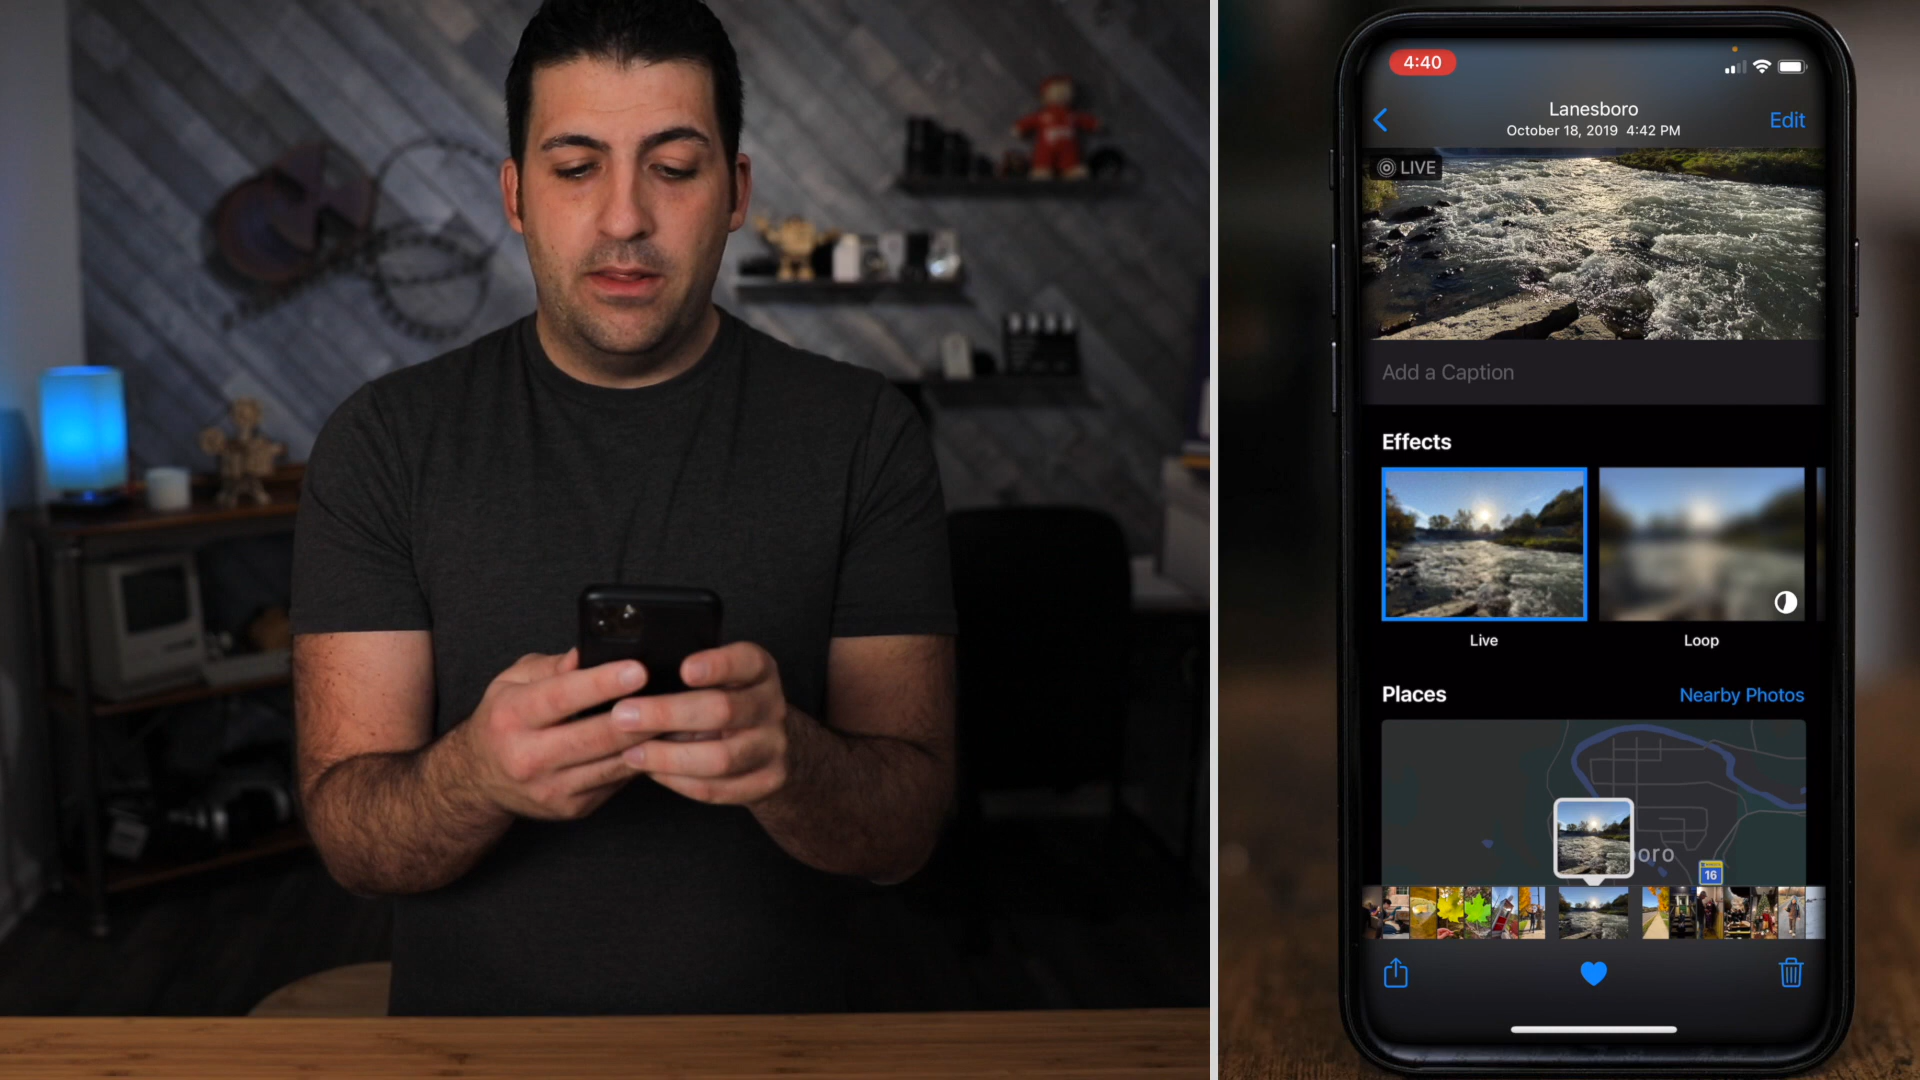 4:40
Lanesboro
October 18, 2019 4:42 PM
Edit
LIVE
Add a Caption
Effects
Live
Loop
Places
Nearby Photos
oro
16